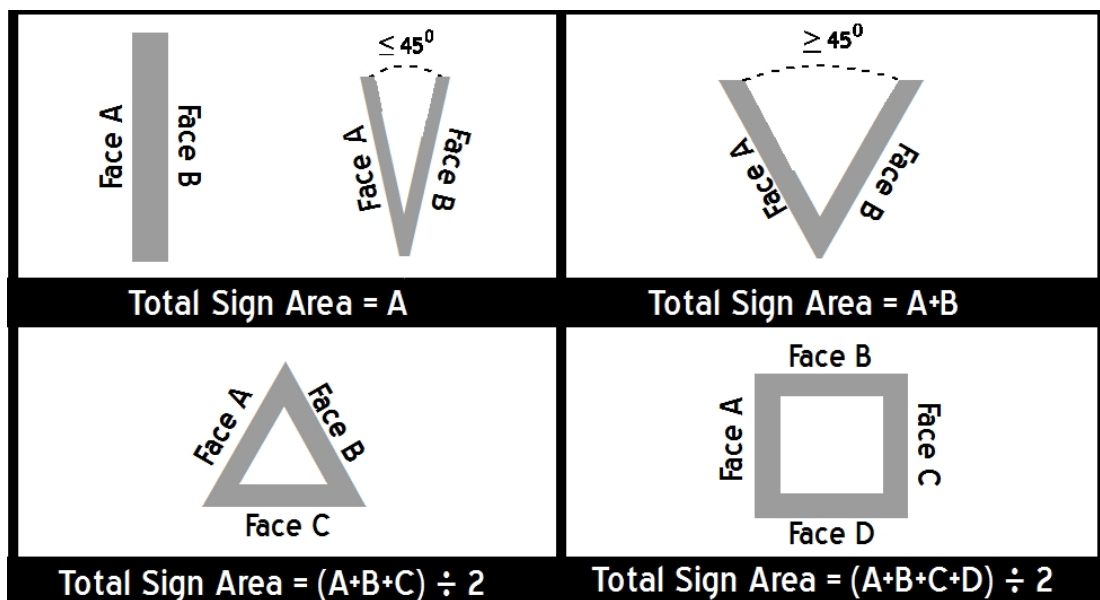 ≤ 45⁰
Face A
Face B
Face A
Face B
Total Sign Area = A
≥ 45⁰
Face A
Face B
Total Sign Area = A+B
Face A
Face B
Face C
Total Sign Area = (A+B+C) ÷ 2
Face B
Face A
Face C
Face D
Total Sign Area = (A+B+C+D) ÷ 2